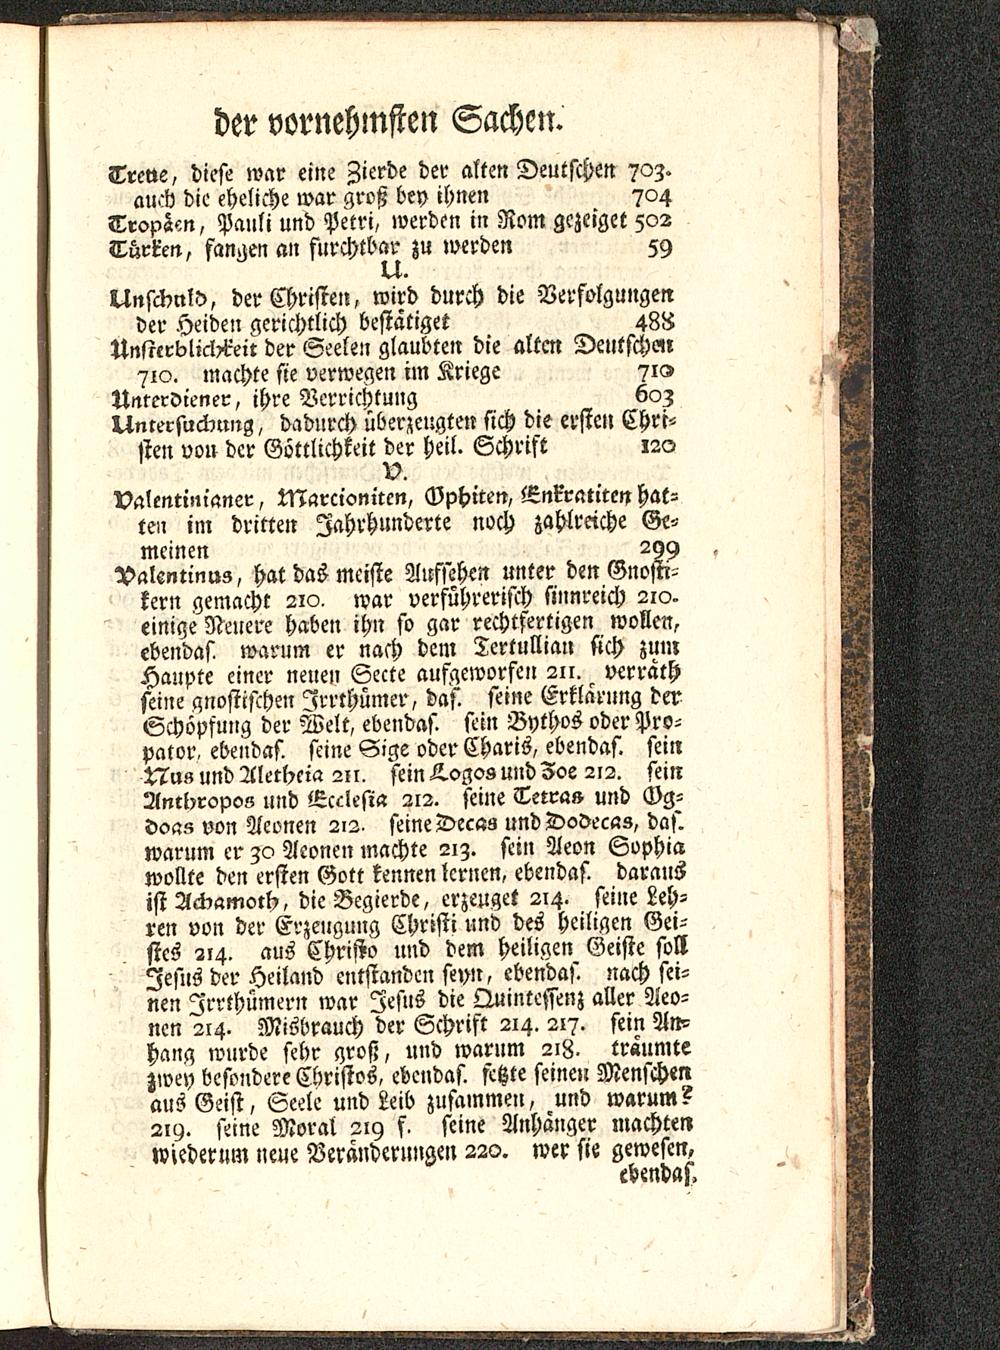 der vornehmsten Sachen.
Treue, diese war eine Zierde der alten Deutschen 703.
auch die eheliche war groß bey ihnen 704
Tropäen, Pauli und Petri, werden in Rom gezeiget 502
Türken, fangen an furchtbar zu werden 59
U.
Unschuld, der Christen, wird durch die Verfolgungen
der Heiden gerichtlich bestätiget 488
Unsterblichkeit der Seelen glaubten die alten Deutschen
710. machte sie verwegen im Kriege 710
Unterdiener, ihre Verrichtung 603
Untersuchung, dadurch überzeugten sich die ersten Chri-
sten von der Göttlichkeit der heil. Schrift 120
V.
Valentinianer, Marcioniten, Ophiten, Enkratiten hat-
ten im dritten Jahrhunderte noch zahlreiche Ge-
meinen 299
Valentinus, hat das meiste Aufsehen unter den Gnosti-
kern gemacht 210. war verführerisch sinnreich 210.
einige Neuere haben ihn so gar rechtfertigen wollen,
ebendas. warum er nach dem Tertullian sich zum
Haupte einer neuen Secte aufgeworfen 211. verräth
seine gnostischen Irrthümer, das. seine Erklärung der
Schöpfung der Welt, ebendas. sein Bythos oder Pro-
pator, ebendas. seine Sige oder Charis, ebendas. sein
Nus und Aletheia 211. sein Logos und Zoe 212. sein
Anthropos und Ecclesia 212. seine Tetras und Og-
doas von Aeonen 212. seine Decas und Dodecas, das.
warum er 30 Aeonen machte 213. sein Aeon Sophia
wollte den ersten Gott kennen lernen, ebendas. daraus
ist Achamoth, die Begierde, erzeuget 214. seine Leh-
ren von der Erzeugung Christi und des heiligen Gei-
stes 214. aus Christo und dem heiligen Geiste soll
Jesus der Heiland entstanden seyn, ebendas. nach sei-
nen Irrthümern war Jesus die Quintessenz aller Aeo-
nen 214. Misbrauch der Schrift 214. 217. sein An-
hang wurde sehr groß, und warum 218. träumte
zwey besondere Christos, ebendas. setzte seinen Menschen
aus Geist, Seele und Leib zusammen, und warum?
219. seine Moral 219 f. seine Anhänger machten
wiederum neue Veränderungen 220. wer sie gewesen,
ebendas.